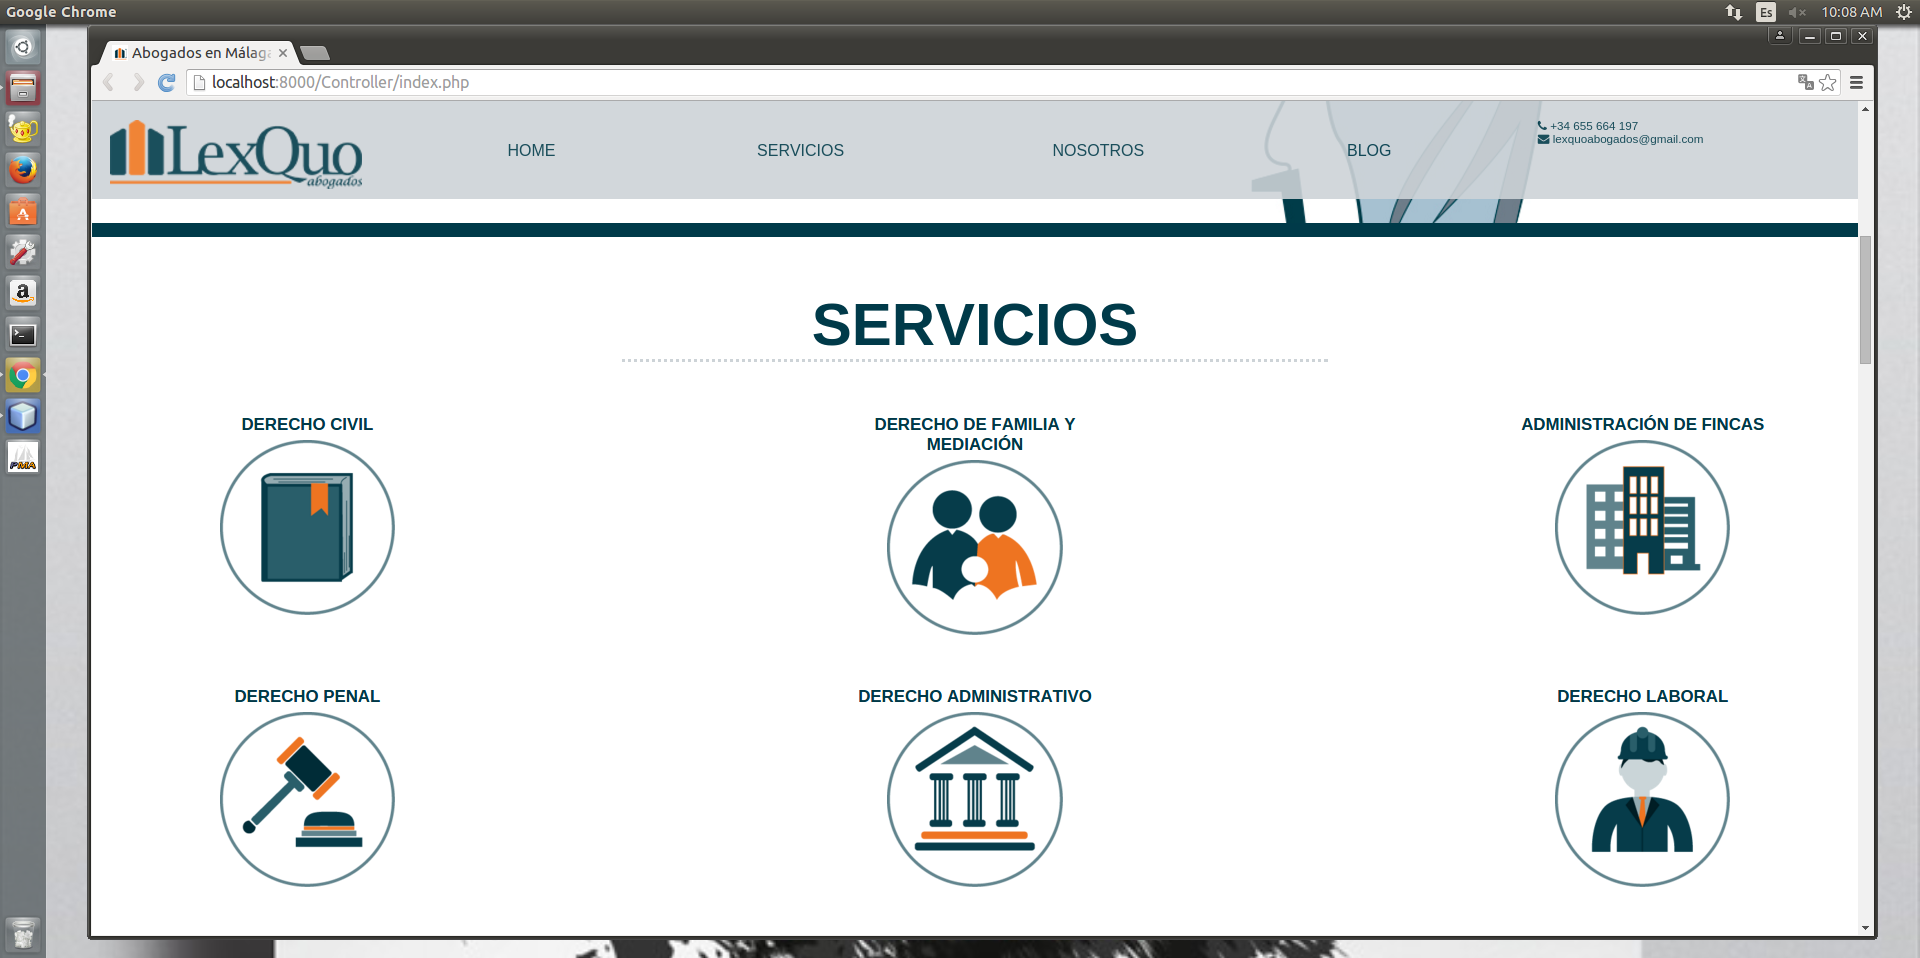 Google Chrome
Es
10:08 AM
Abogados en Málaga
localhost:8000/Controller/index.php
LexQuo
abogados
HOME
SERVICIOS
NOSOTROS
BLOG
+34 655 664 197
lexquoabogados@gmail.com
SERVICIOS
DERECHO CIVIL
DERECHO DE FAMILIA Y
MEDIACIÓN
ADMINISTRACIÓN DE FINCAS
DERECHO PENAL
DERECHO ADMINISTRATIVO
DERECHO LABORAL
PMA